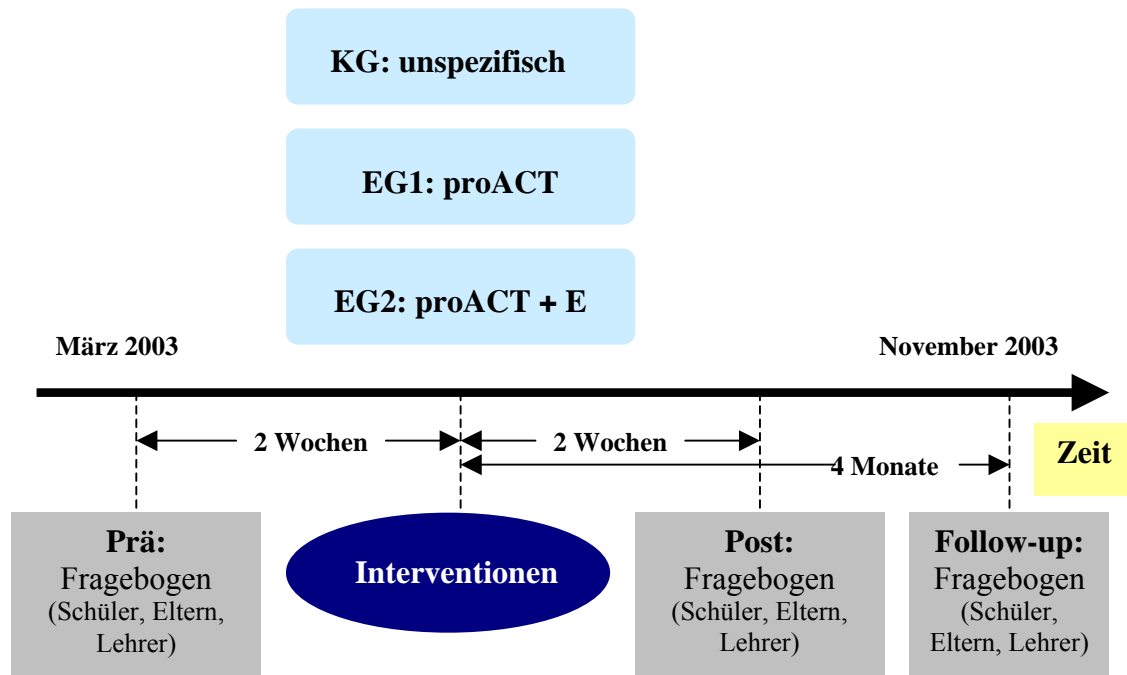 KG: unspezifisch
EG1: proACT
EG2: proACT + E
März 2003
November 2003
2 Wochen
2 Wochen
4 Monate
Zeit
Prä:
Fragebogen
(Schüler, Eltern,
Lehrer)
Interventionen
Post:
Fragebogen
(Schüler, Eltern,
Lehrer)
Follow-up:
Fragebogen
(Schüler,
Eltern, Lehrer)